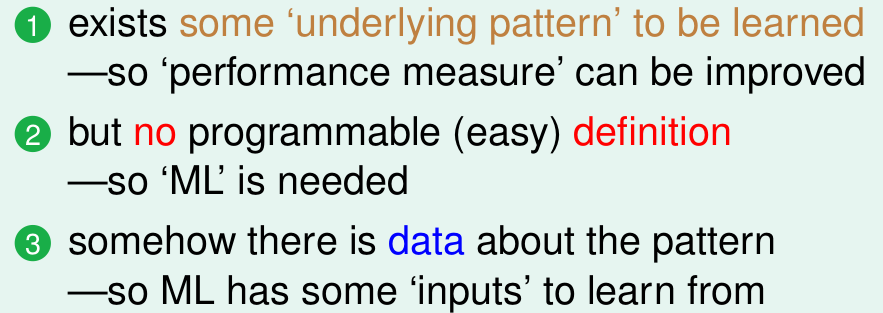 1 exists some ‘underlying pattern’ to be learned
—so ‘performance measure’ can be improved
2 but no programmable (easy) definition
—so ‘ML’ is needed
3 somehow there is data about the pattern
—so ML has some ‘inputs’ to learn from